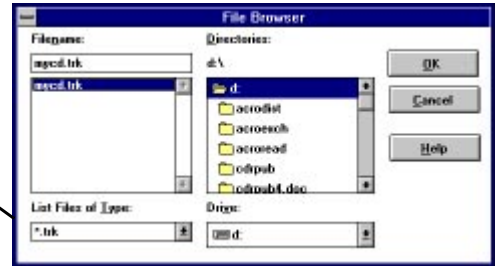 File Browser
Filename:
mycd.trk
mycd.trk
List Files of Type:
*.trk
Directories:
d:\
d:
acrodist
acroexch
acroread
cdrpub
cdrpub4.doc
Drive:
d:
OK
Cancel
Help